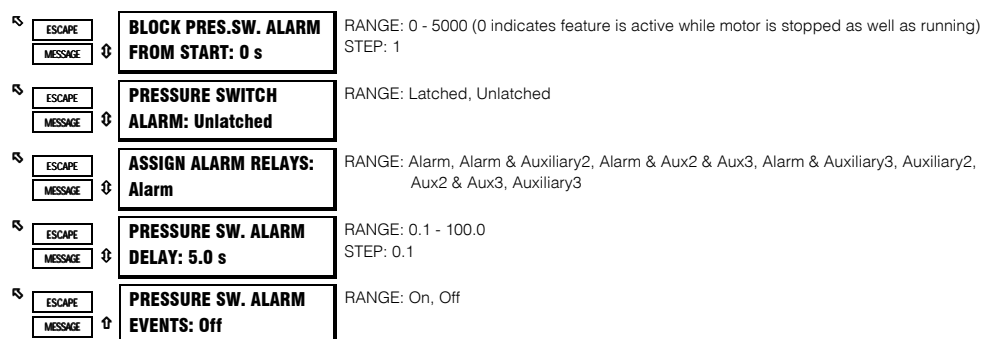 ESCAPE
MESSAGE
BLOCK PRES.SW. ALARM
FROM START: 0 s
RANGE: 0 - 5000 (0 indicates feature is active while motor is stopped as well as running)
STEP: 1
ESCAPE
MESSAGE
PRESSURE SWITCH
ALARM: Unlatched
RANGE: Latched, Unlatched
ESCAPE
MESSAGE
ASSIGN ALARM RELAYS:
Alarm
RANGE: Alarm, Alarm & Auxiliary2, Alarm & Aux2 & Aux3, Alarm & Auxiliary3, Auxiliary2,
Aux2 & Aux3, Auxiliary3
ESCAPE
MESSAGE
PRESSURE SW. ALARM
DELAY: 5.0 s
RANGE: 0.1 - 100.0
STEP: 0.1
ESCAPE
MESSAGE
PRESSURE SW. ALARM
EVENTS: Off
RANGE: On, Off